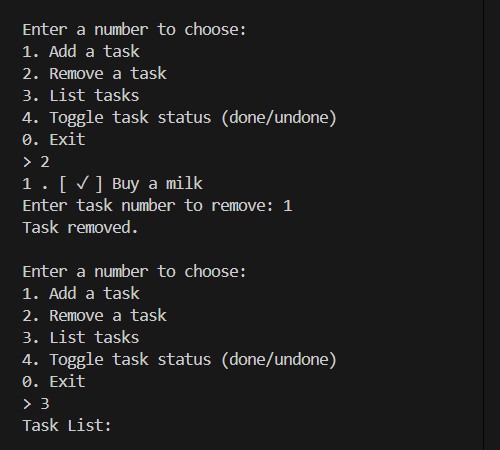 Enter a number to choose:
1. Add a task
2. Remove a task
3. List tasks
4. Toggle task status (done/undone)
0. Exit
> 2
1 . [ ✓ ] Buy a milk
Enter task number to remove: 1
Task removed.
Enter a number to choose:
1. Add a task
2. Remove a task
3. List tasks
4. Toggle task status (done/undone)
0. Exit
> 3
Task List: